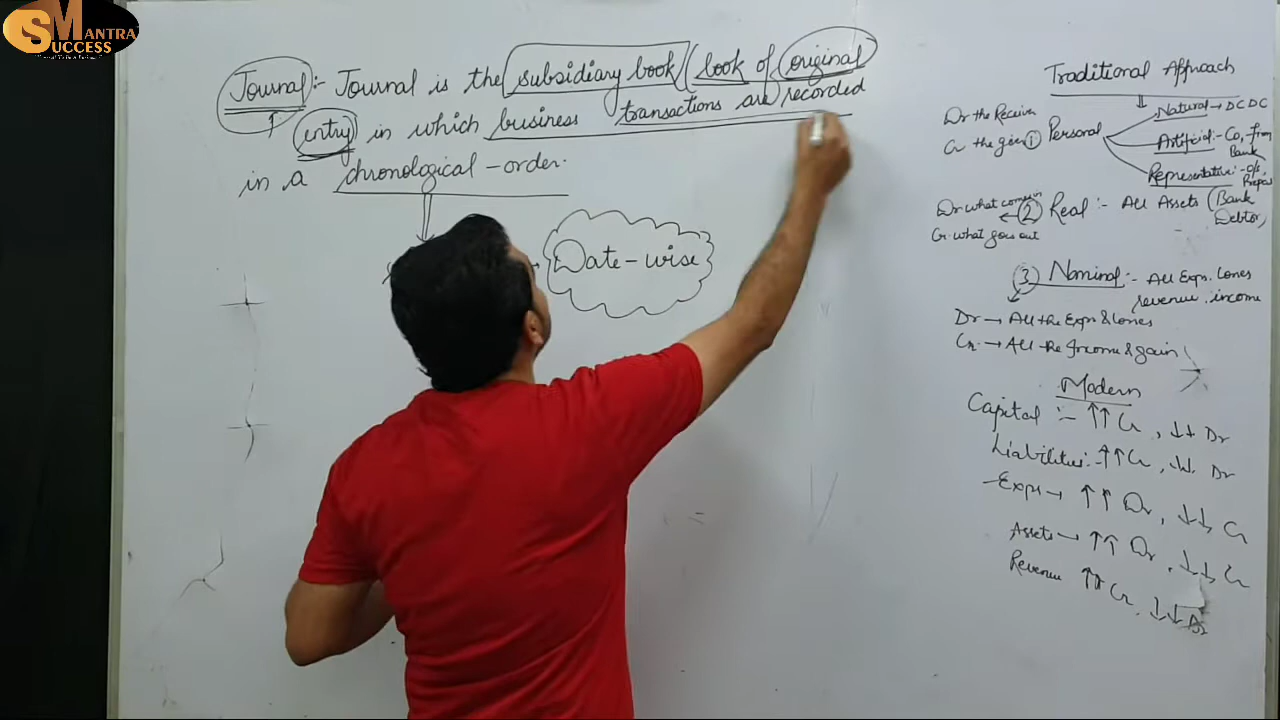 SUCCESS MANTRA
Journal :- Journal is the subsidiary book (book of original
entry) in which business transactions are recorded
in a chronological -order.
Date-wise
Traditional Approach
Dr the Receiver
Cr the giver
① Personal
Natural → DCDC
Artificial:- Co, firm
Bank
Representative:- o/s,
Prepaid
Dr what comes in
Cr. what goes out
② Real :- All Assets (Bank
Debtor,
③ Nominal :- All Exps. Losses
revenue. income
Dr → All the Exps & Losses
Cr. → All the Income & gain
Modern
Capital :- ↑↑ Cr, ↓↓ Dr
Liabilities:- ↑↑ Cr, ↓↓ Dr
Exps → ↑↑ Dr, ↓↓ Cr
Assets → ↑↑ Dr, ↓↓ Cr
Revenue ↑↑ Cr, ↓↓ Dr